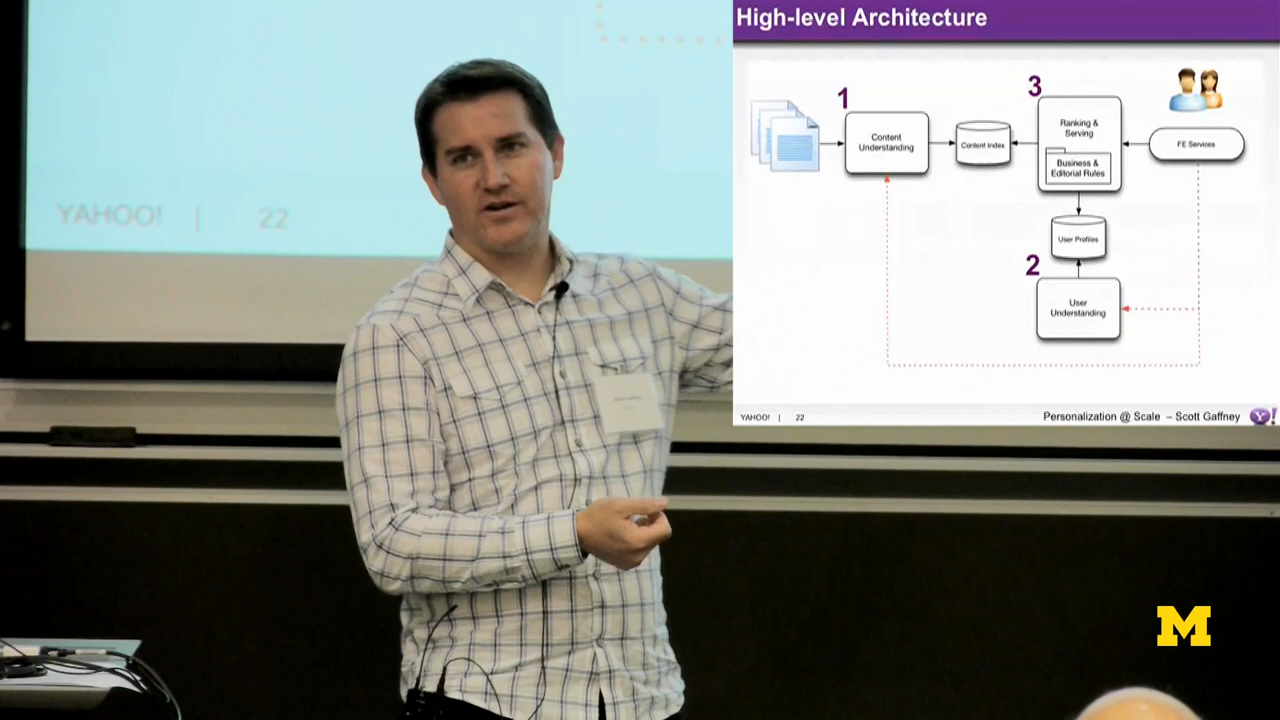 High-level Architecture
1
3
Content
Understanding
Content Index
Ranking &
Serving
Business &
Editorial Rules
FE Services
User Profiles
2
User
Understanding
YAHOO! | 22
Personalization @ Scale – Scott Gaffney
Y!
YAHOO! | 22
M